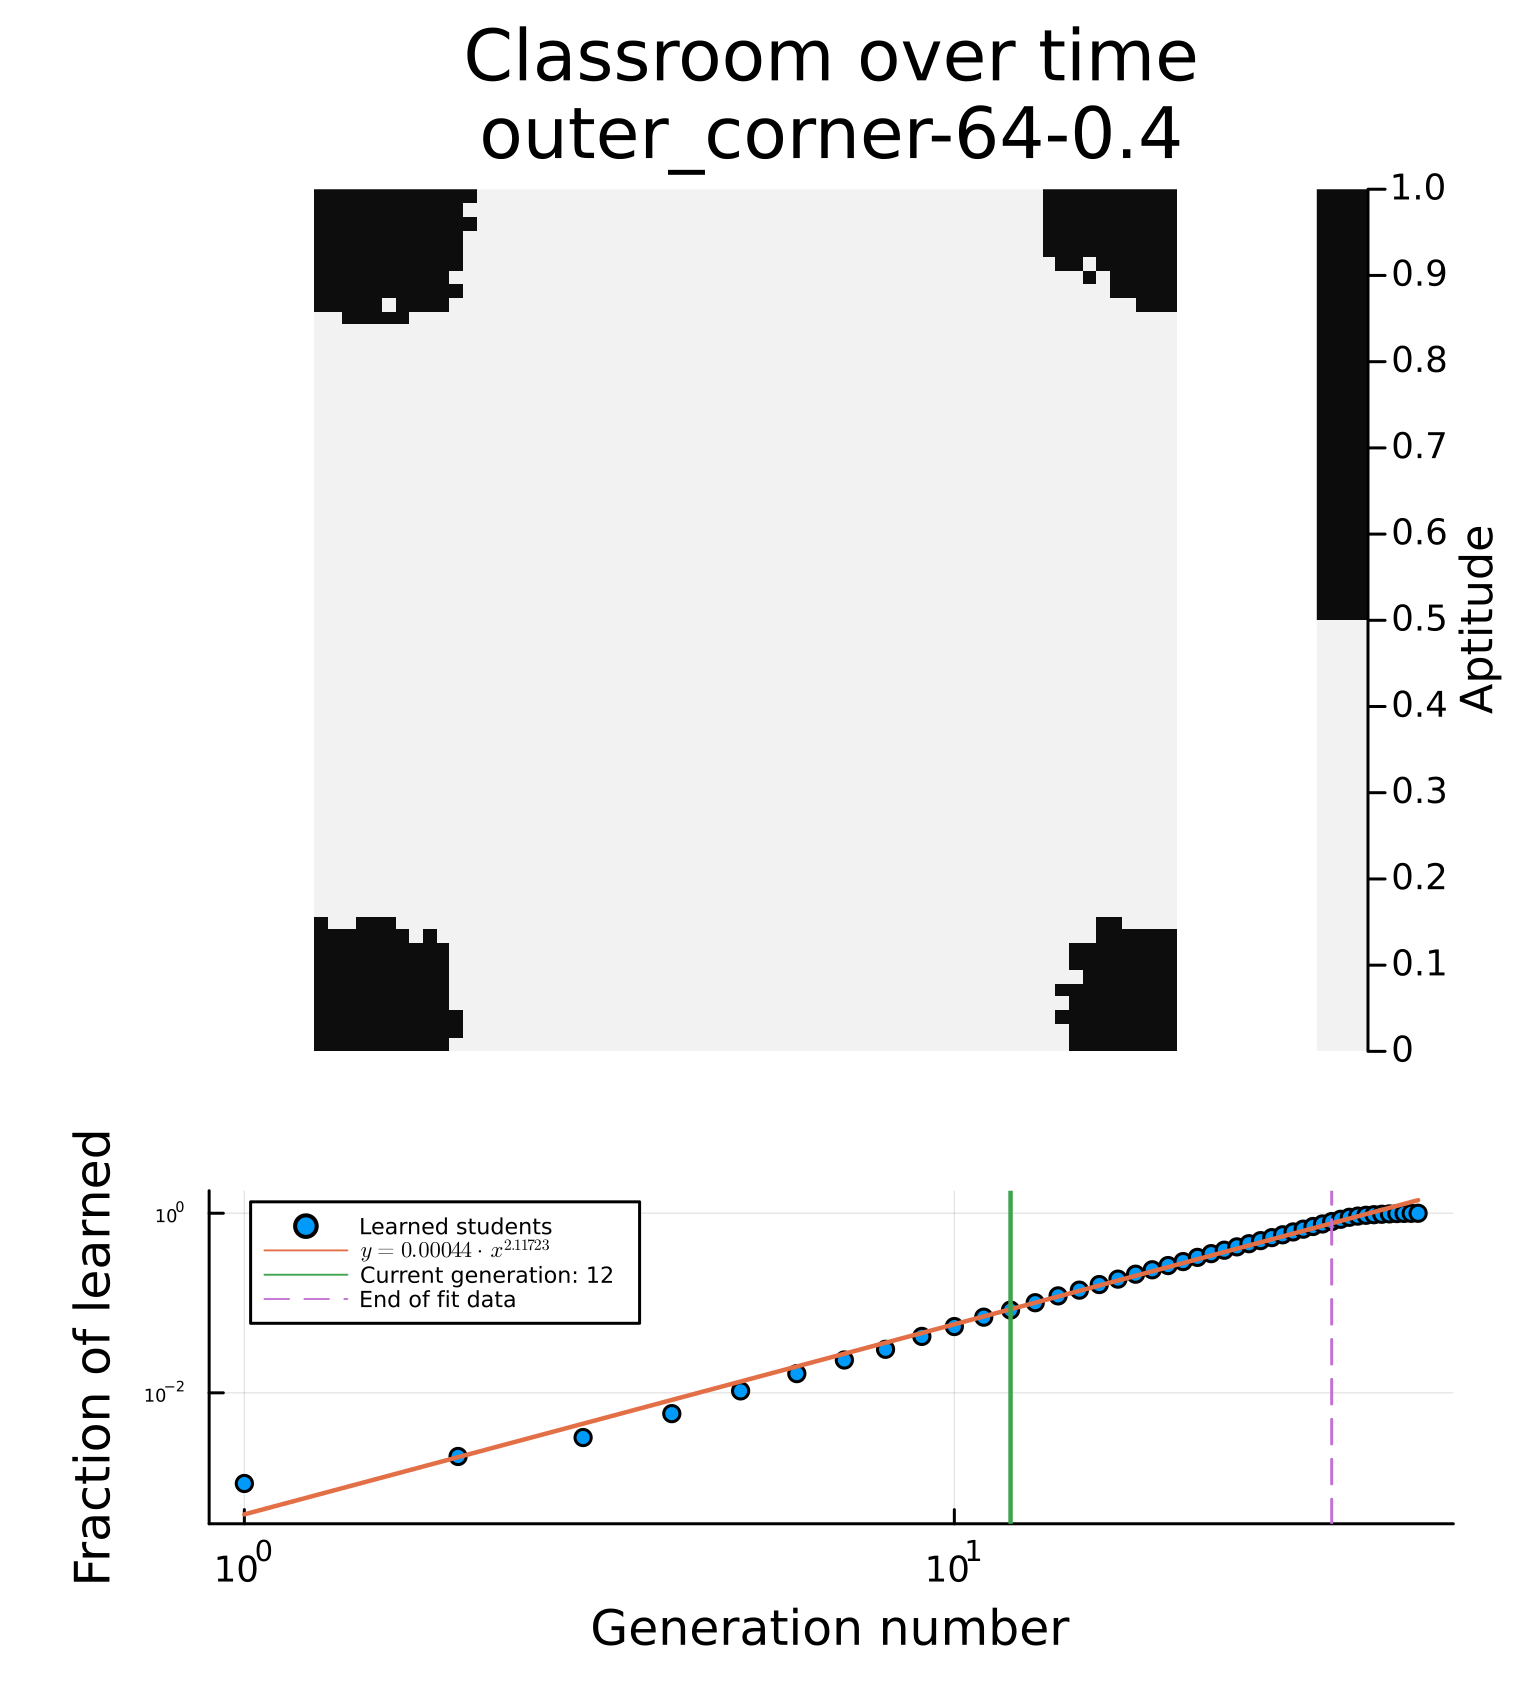 Classroom over time
outer_corner-64-0.4
1.0
0.9
0.8
0.7
0.6
0.5
0.4
0.3
0.2
0.1
0
Aptitude
Fraction of learned
10⁰
10⁻²
Learned students
y = 0.00044 · x^2.11723
Current generation: 12
End of fit data
10⁰
10¹
Generation number